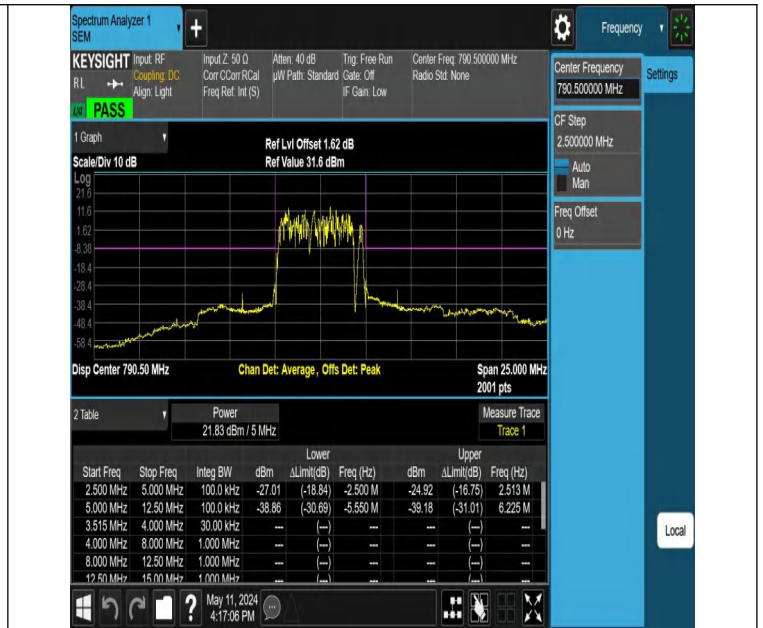 Spectrum Analyzer 1
SEM
+
Frequency
KEYSIGHT Input: RF Input Z: 50 Ω Atten: 40 dB Trig: Free Run Center Freq: 790.500000 MHz
RL Coupling: DC Corr CCorr RCal µW Path: Standard Gate: Off Radio Std: None
Align: Light Freq Ref: Int (S) IF Gain: Low
LXI PASS
Center Frequency
790.500000 MHz
Settings
CF Step
2.500000 MHz
Auto
Man
Freq Offset
0 Hz
1 Graph
Ref Lvl Offset 1.62 dB
Scale/Div 10 dB Ref Value 31.6 dBm
Log
21.6
11.6
1.62
-8.38
-18.4
-28.4
-38.4
-48.4
-58.4
Disp Center 790.50 MHz Chan Det: Average, Offs Det: Peak Span 25.000 MHz
2001 pts
2 Table Power Measure Trace
21.83 dBm / 5 MHz Trace 1
Lower Upper
Start Freq Stop Freq Integ BW dBm ΔLimit(dB) Freq (Hz) dBm ΔLimit(dB) Freq (Hz)
2.500 MHz 5.000 MHz 100.0 kHz -27.01 (-18.84) -2.500 M -24.92 (-16.75) 2.513 M
5.000 MHz 12.50 MHz 100.0 kHz -38.86 (-30.69) -5.550 M -39.18 (-31.01) 6.225 M
3.515 MHz 4.000 MHz 30.00 kHz --- (---) --- --- (---) ---
4.000 MHz 8.000 MHz 1.000 MHz --- (---) --- --- (---) ---
8.000 MHz 12.50 MHz 1.000 MHz --- (---) --- --- (---) ---
12.50 MHz 15.00 MHz 1.000 MHz --- (---) --- --- (---) ---
Local
? May 11, 2024
4:17:06 PM